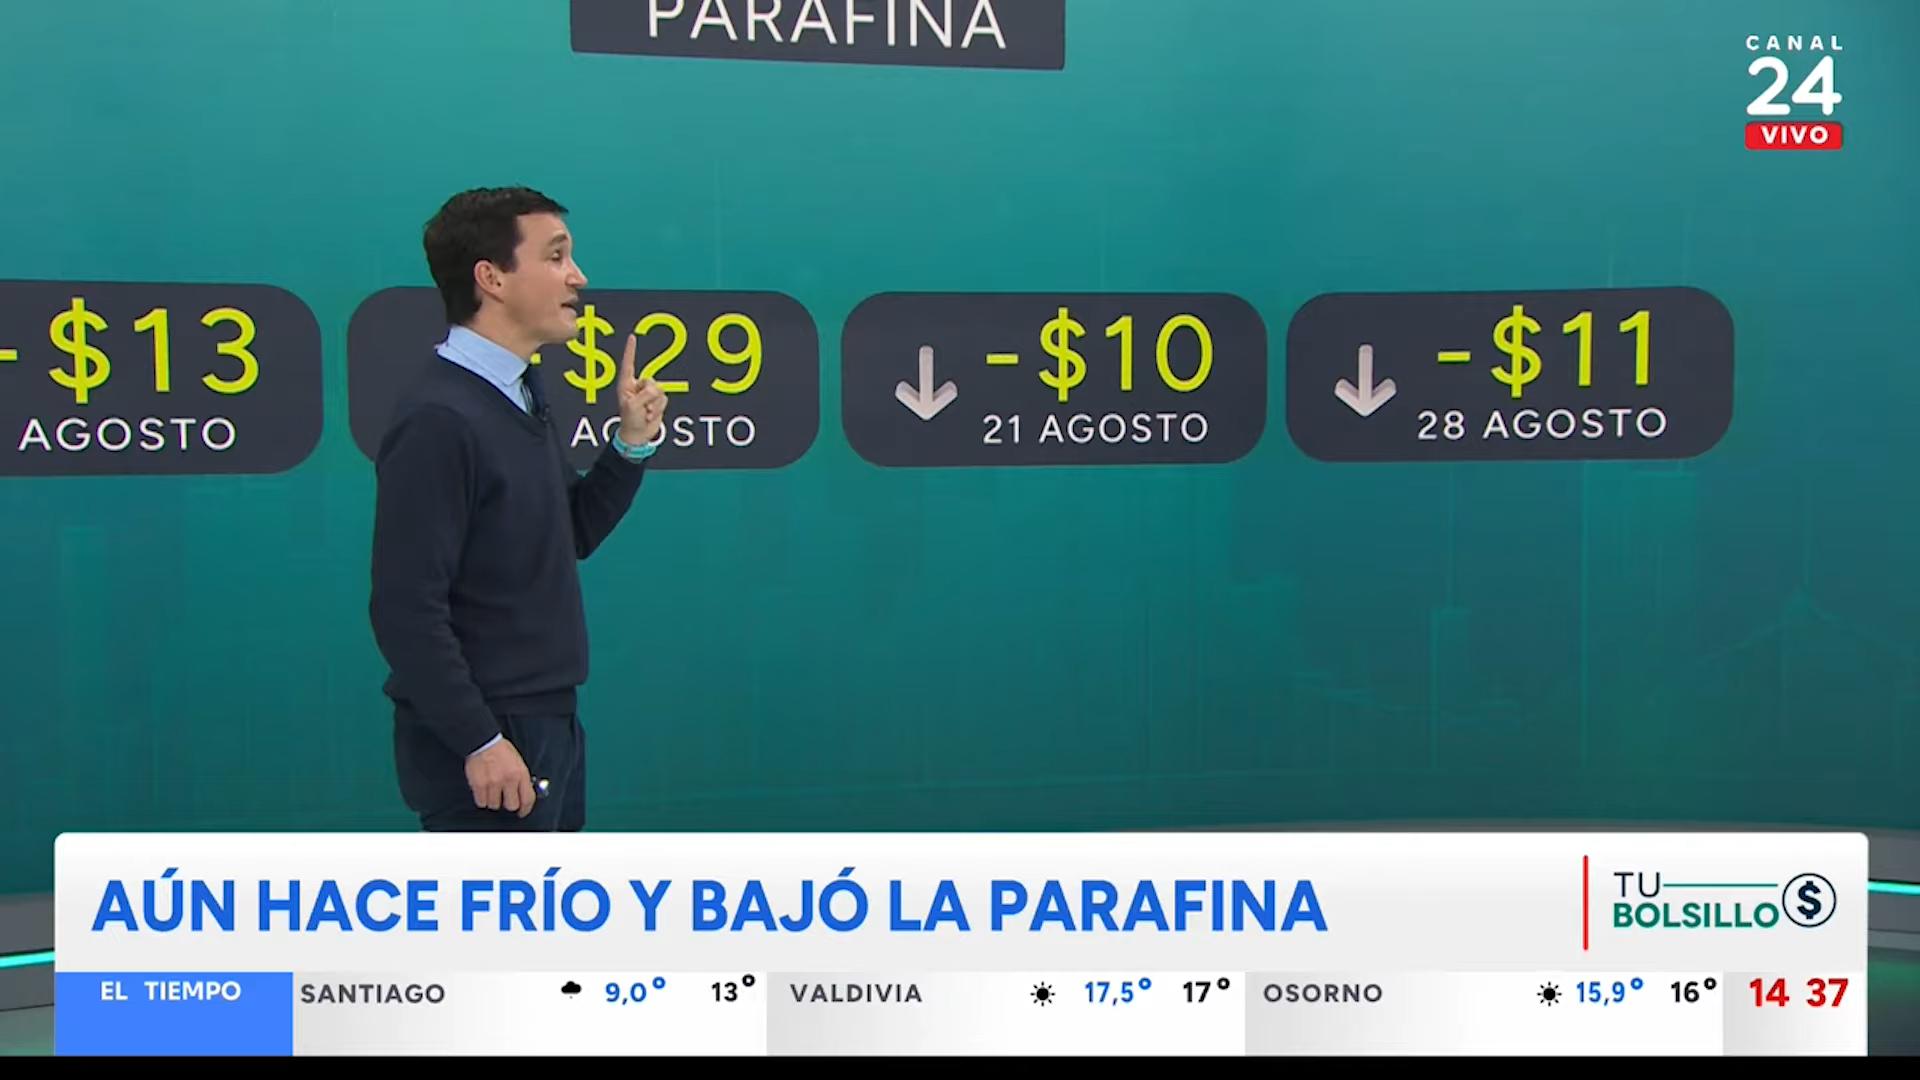 PARAFINA
CANAL
24
VIVO
-$13
AGOSTO
-$29
AGOSTO
-$10
21 AGOSTO
-$11
28 AGOSTO
AÚN HACE FRÍO Y BAJÓ LA PARAFINA
TU
BOLSILLO $
EL TIEMPO
SANTIAGO 9,0° 13°
VALDIVIA 17,5° 17°
OSORNO 15,9° 16°
14 37